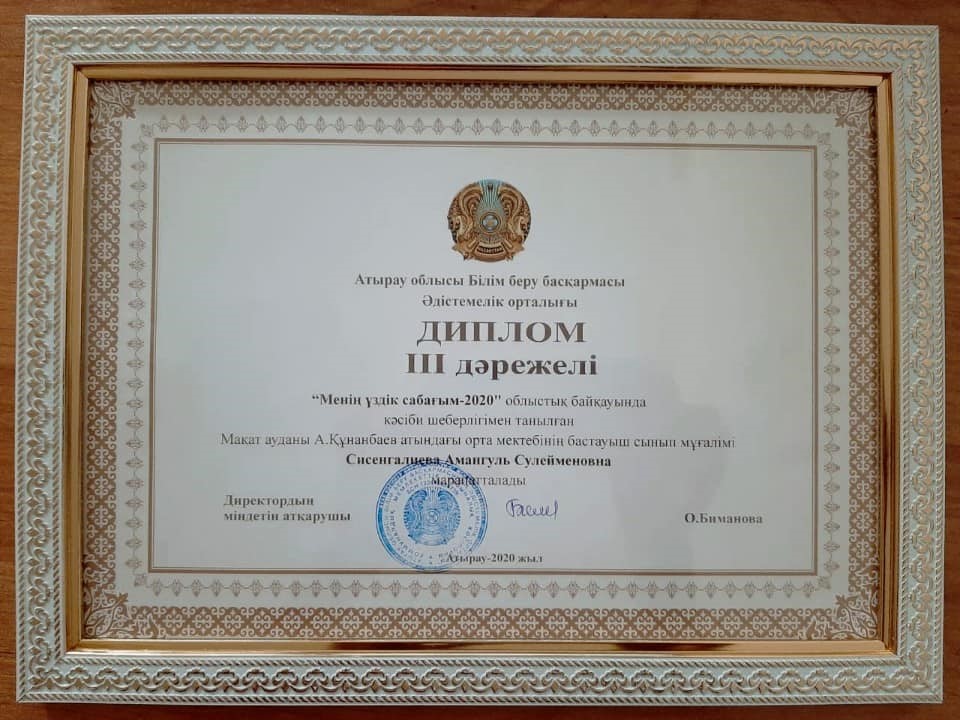 ҚАЗАҚСТАН
Атырау облысы Білім беру басқармасы
Әдістемелік орталығы
ДИПЛОМ
ІІІ дәрежелі
“Менің үздік сабағым-2020" облыстық байқауында
кәсіби шеберлігімен танылған
Мақат ауданы А.Құнанбаев атындағы орта мектебінің бастауыш сынып мұғалімі
Сисенгалиева Амангуль Сулейменовна
марапатталады
Директордың
міндетін атқарушы
О.Биманова
Атырау-2020 жыл